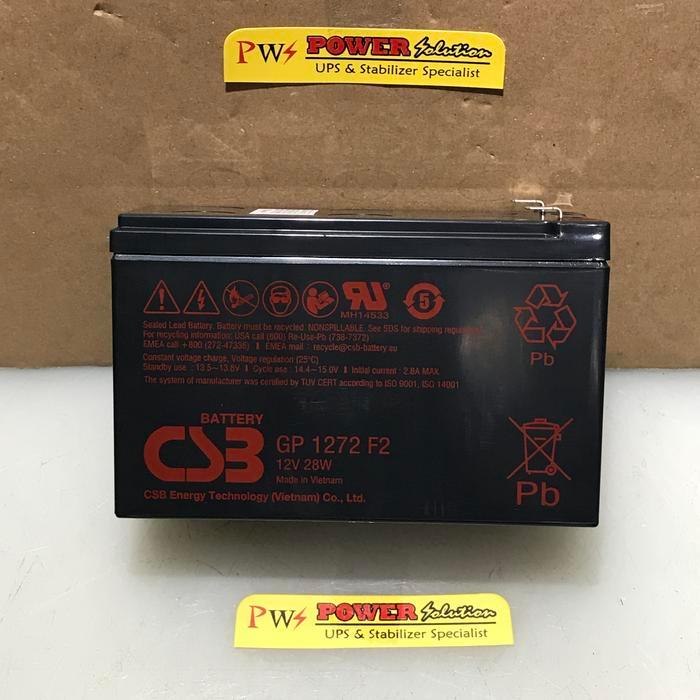 PWS POWER Solution
UPS & Stabilizer Specialist
MH14533
5
Sealed Lead Battery. Battery must be recycled. NONSPILLABLE. See SDS for shipping regulation.
For recycling information: USA call (800) Re-Use-Pb (738-7372)
EMEA call +800 (272-47336) | EMEA mail : recycle@csb-battery.eu
Constant voltage charge, Voltage regulation (25°C)
Standby use : 13.5~13.8V | Cycle use : 14.4~15.0V | Initial current : 2.8A MAX.
The system of manufacturer was certified by TUV CERT according to ISO 9001, ISO 14001
Pb
BATTERY
CSB GP 1272 F2
12V 28W
Made in Vietnam
CSB Energy Technology (Vietnam) Co., Ltd.
Pb
PWS POWER Solution
UPS & Stabilizer Specialist